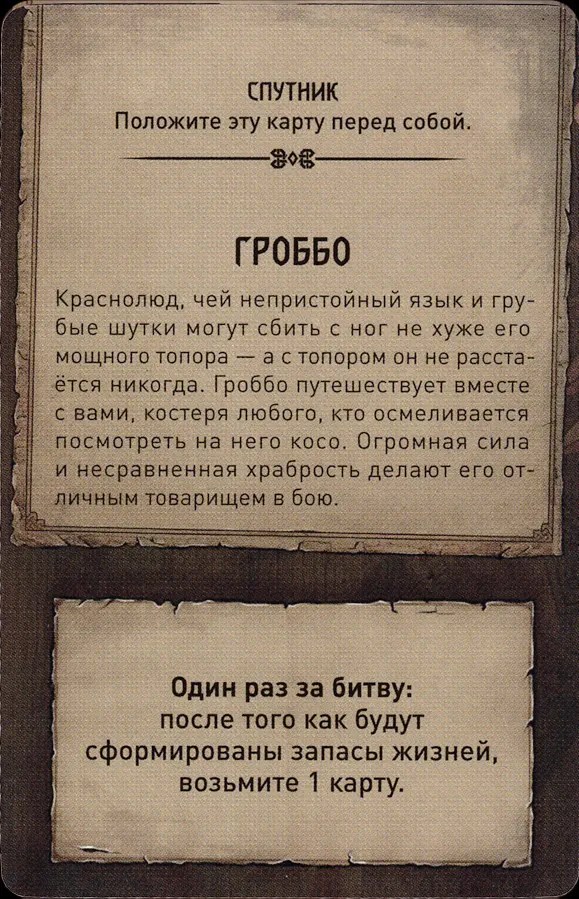 СПУТНИК
Положите эту карту перед собой.
ГРОББО
Краснолюд, чей непристойный язык и гру-
бые шутки могут сбить с ног не хуже его
мощного топора — а с топором он не расста-
ётся никогда. Гроббо путешествует вместе
с вами, костеря любого, кто осмеливается
посмотреть на него косо. Огромная сила
и несравненная храбрость делают его от-
личным товарищем в бою.
Один раз за битву:
после того как будут
сформированы запасы жизней,
возьмите 1 карту.